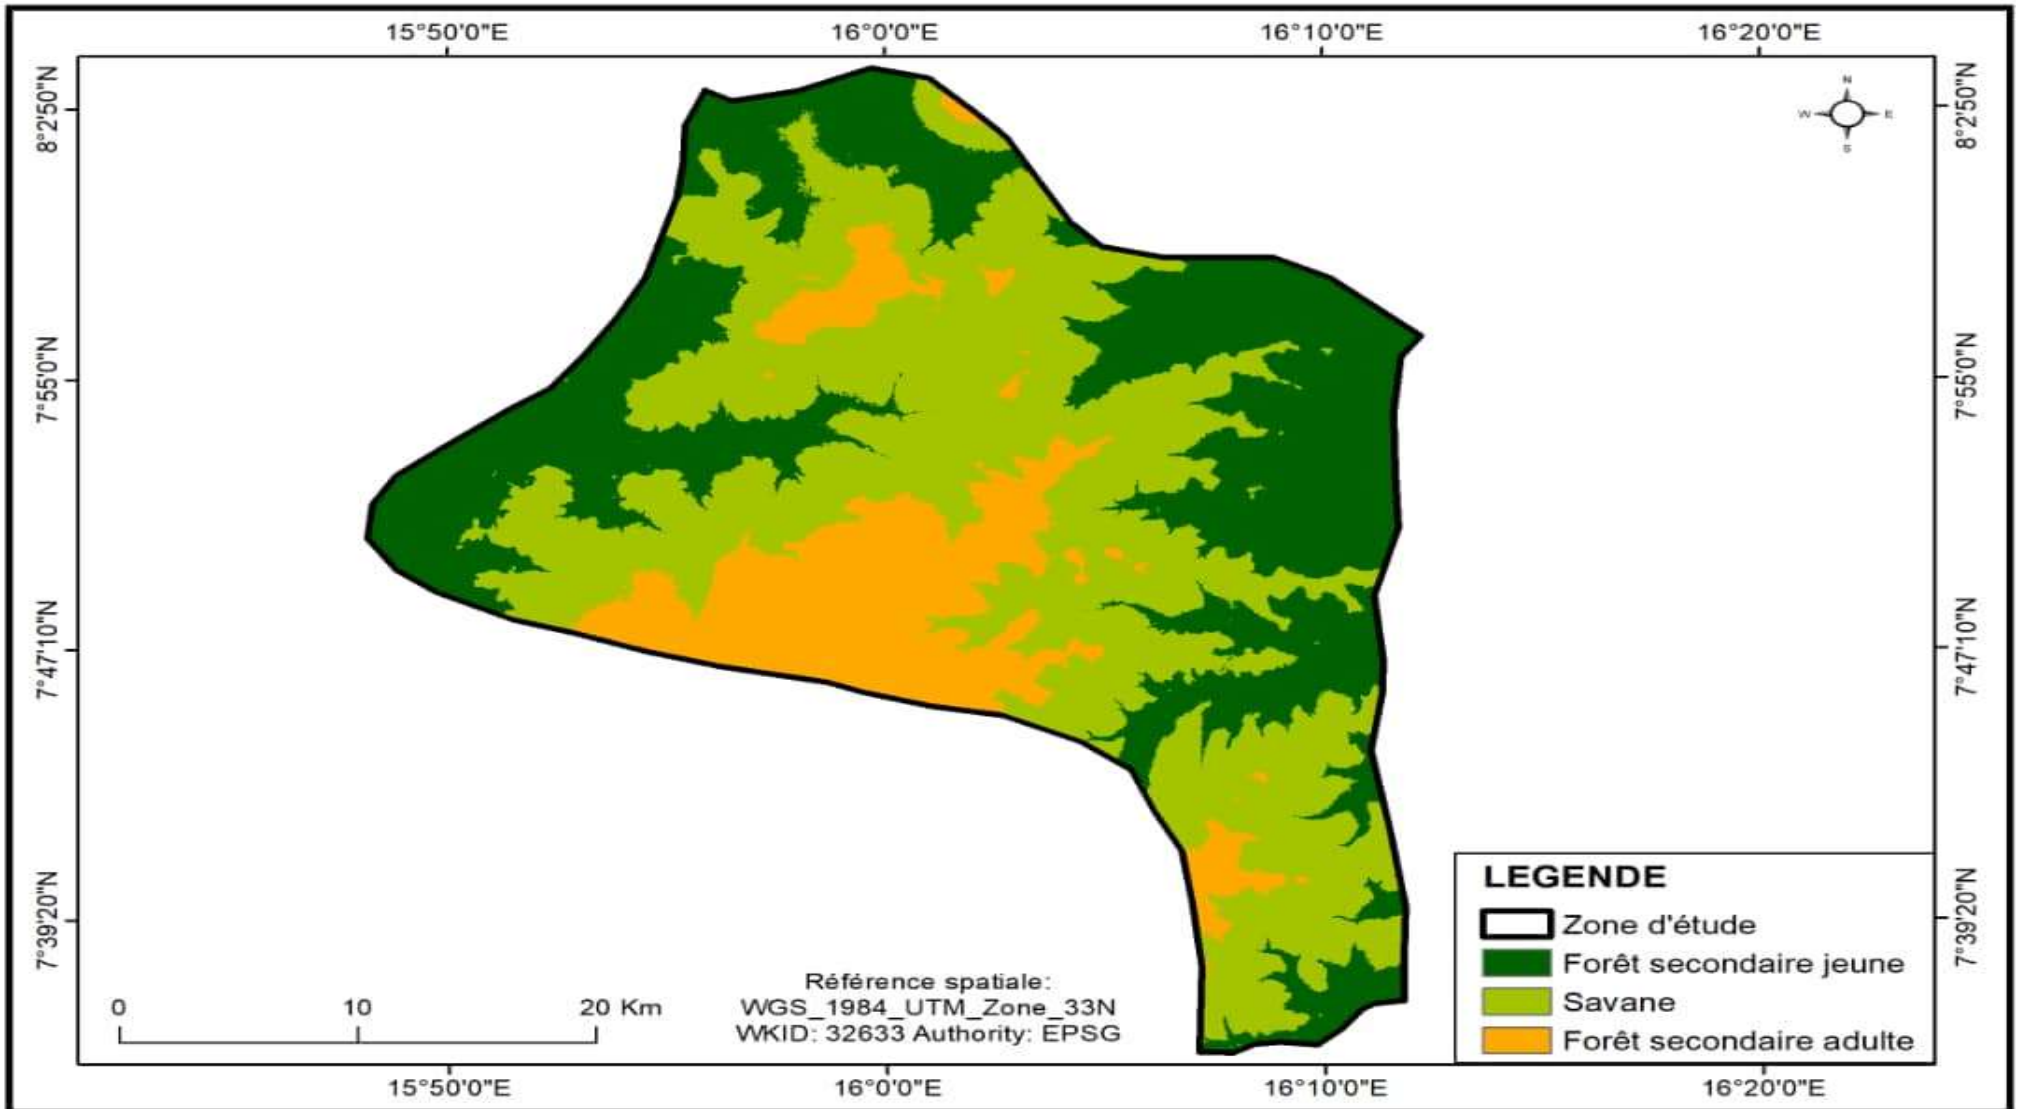 15°50'0"E 16°0'0"E 16°10'0"E 16°20'0"E
N
W E
S
8°2'50"N 8°2'50"N
7°55'0"N 7°55'0"N
7°47'10"N 7°47'10"N
7°39'20"N 7°39'20"N
LEGENDE
Zone d'étude
Forêt secondaire jeune
Savane
Forêt secondaire adulte
Référence spatiale:
WGS_1984_UTM_Zone_33N
WKID: 32633 Authority: EPSG
0 10 20 Km
15°50'0"E 16°0'0"E 16°10'0"E 16°20'0"E